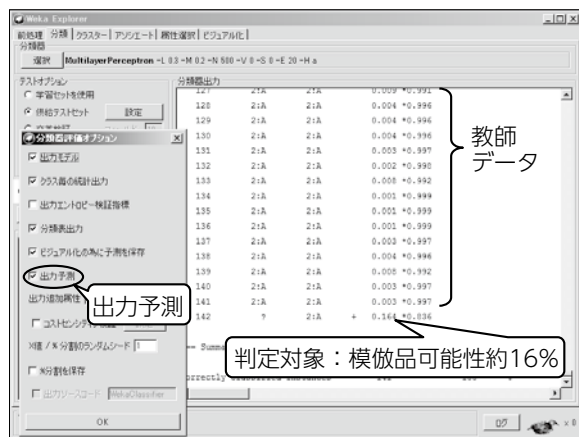 Weka Explorer
前処理 分類 クラスター アソシエート 属性選択 ビジュアル化
分類器
選択 MultilayerPerceptron -L 0.3 -M 0.2 -N 500 -V 0 -S 0 -E 20 -H a
テストオプション
学習セットを使用
供給テストセット 設定
分類器出力
127 2:A 2:A 0.009 *0.991
128 2:A 2:A 0.004 *0.996
129 2:A 2:A 0.004 *0.996
130 2:A 2:A 0.004 *0.996
131 2:A 2:A 0.003 *0.997
132 2:A 2:A 0.002 *0.998
133 2:A 2:A 0.008 *0.992
134 2:A 2:A 0.001 *0.999
135 2:A 2:A 0.001 *0.999
136 2:A 2:A 0.001 *0.999
137 2:A 2:A 0.003 *0.997
138 2:A 2:A 0.004 *0.996
139 2:A 2:A 0.008 *0.992
140 2:A 2:A 0.003 *0.997
141 2:A 2:A 0.003 *0.997
142 ? 2:A + 0.164 *0.836
教師
データ
判定対象：模倣品可能性約16%
分類器評価オプション
出力モデル
クラス毎の統計出力
出力エントロピー検証指標
分類表出力
ビジュアル化の為に予測を保存
出力予測
出力追加属性
出力予測
コストセンシティ
XI値 / % 分割のランダムシード 1
%分割を保存
出力ソースコード WekaClassifier
OK
ログ
x 0